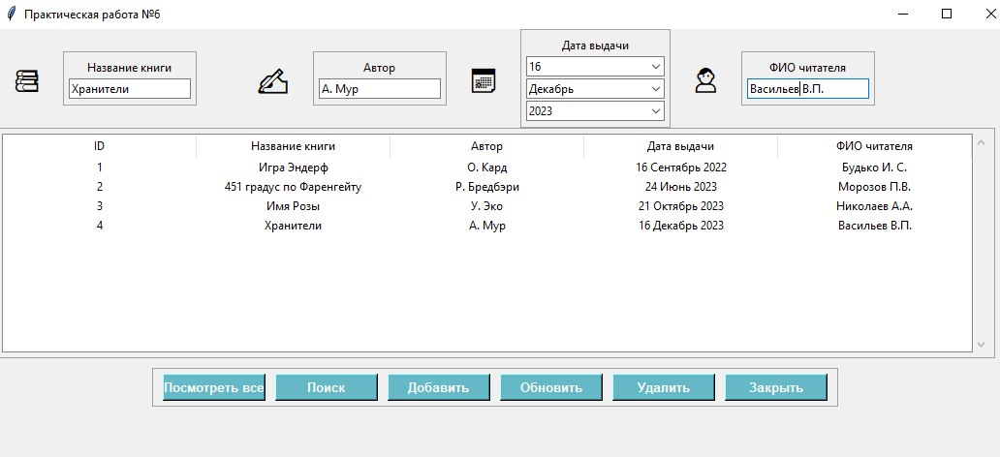 Практическая работа №6
Название книги
Хранители
Автор
А. Мур
Дата выдачи
16
Декабрь
2023
ФИО читателя
Васильев В.П.
ID Название книги Автор Дата выдачи ФИО читателя
1 Игра Эндерф О. Кард 16 Сентябрь 2022 Будько И. С.
2 451 градус по Фаренгейту Р. Бредбэри 24 Июнь 2023 Морозов П.В.
3 Имя Розы У. Эко 21 Октябрь 2023 Николаев А.А.
4 Хранители А. Мур 16 Декабрь 2023 Васильев В.П.
Посмотреть все Поиск Добавить Обновить Удалить Закрыть